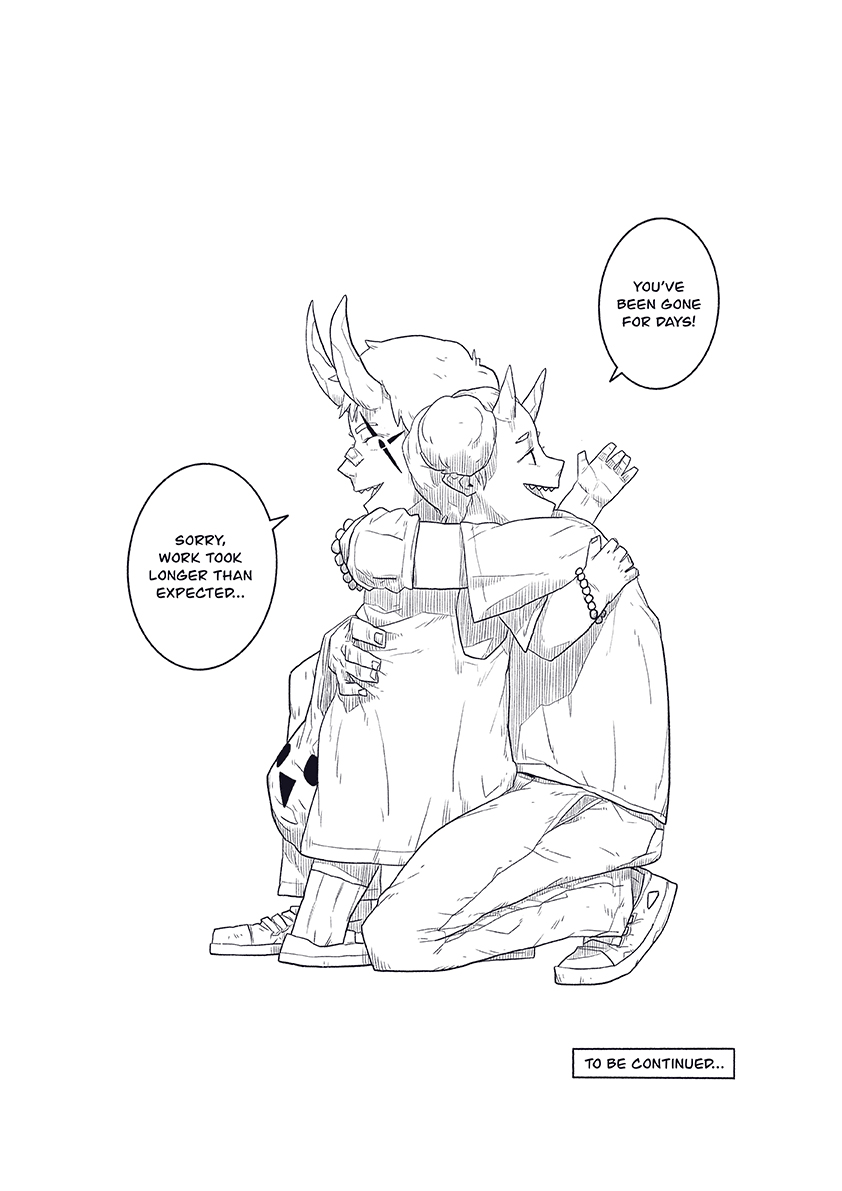 YOU'VE
BEEN GONE
FOR DAYS!
SORRY,
WORK TOOK
LONGER THAN
EXPECTED...
TO BE CONTINUED...